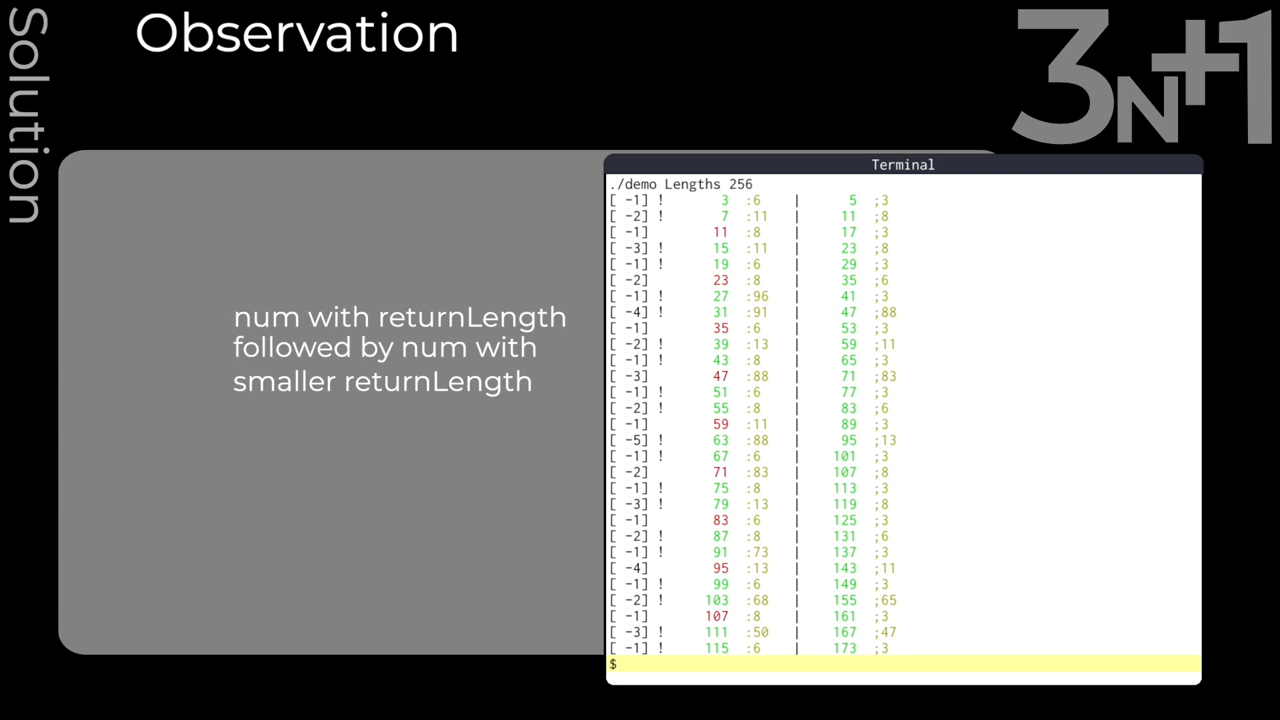 Solution
Observation
3N+1
num with returnLength
followed by num with
smaller returnLength
Terminal
./demo Lengths 256
[ -1] ! 3 :6 | 5 ;3
[ -2] ! 7 :11 | 11 ;8
[ -1] 11 :8 | 17 ;3
[ -3] ! 15 :11 | 23 ;8
[ -1] ! 19 :6 | 29 ;3
[ -2] 23 :8 | 35 ;6
[ -1] ! 27 :96 | 41 ;3
[ -4] ! 31 :91 | 47 ;88
[ -1] 35 :6 | 53 ;3
[ -2] ! 39 :13 | 59 ;11
[ -1] ! 43 :8 | 65 ;3
[ -3] 47 :88 | 71 ;83
[ -1] ! 51 :6 | 77 ;3
[ -2] ! 55 :8 | 83 ;6
[ -1] 59 :11 | 89 ;3
[ -5] ! 63 :88 | 95 ;13
[ -1] ! 67 :6 | 101 ;3
[ -2] 71 :83 | 107 ;8
[ -1] ! 75 :8 | 113 ;3
[ -3] ! 79 :13 | 119 ;8
[ -1] 83 :6 | 125 ;3
[ -2] ! 87 :8 | 131 ;6
[ -1] ! 91 :73 | 137 ;3
[ -4] 95 :13 | 143 ;11
[ -1] ! 99 :6 | 149 ;3
[ -2] ! 103 :68 | 155 ;65
[ -1] 107 :8 | 161 ;3
[ -3] ! 111 :50 | 167 ;47
[ -1] ! 115 :6 | 173 ;3
$